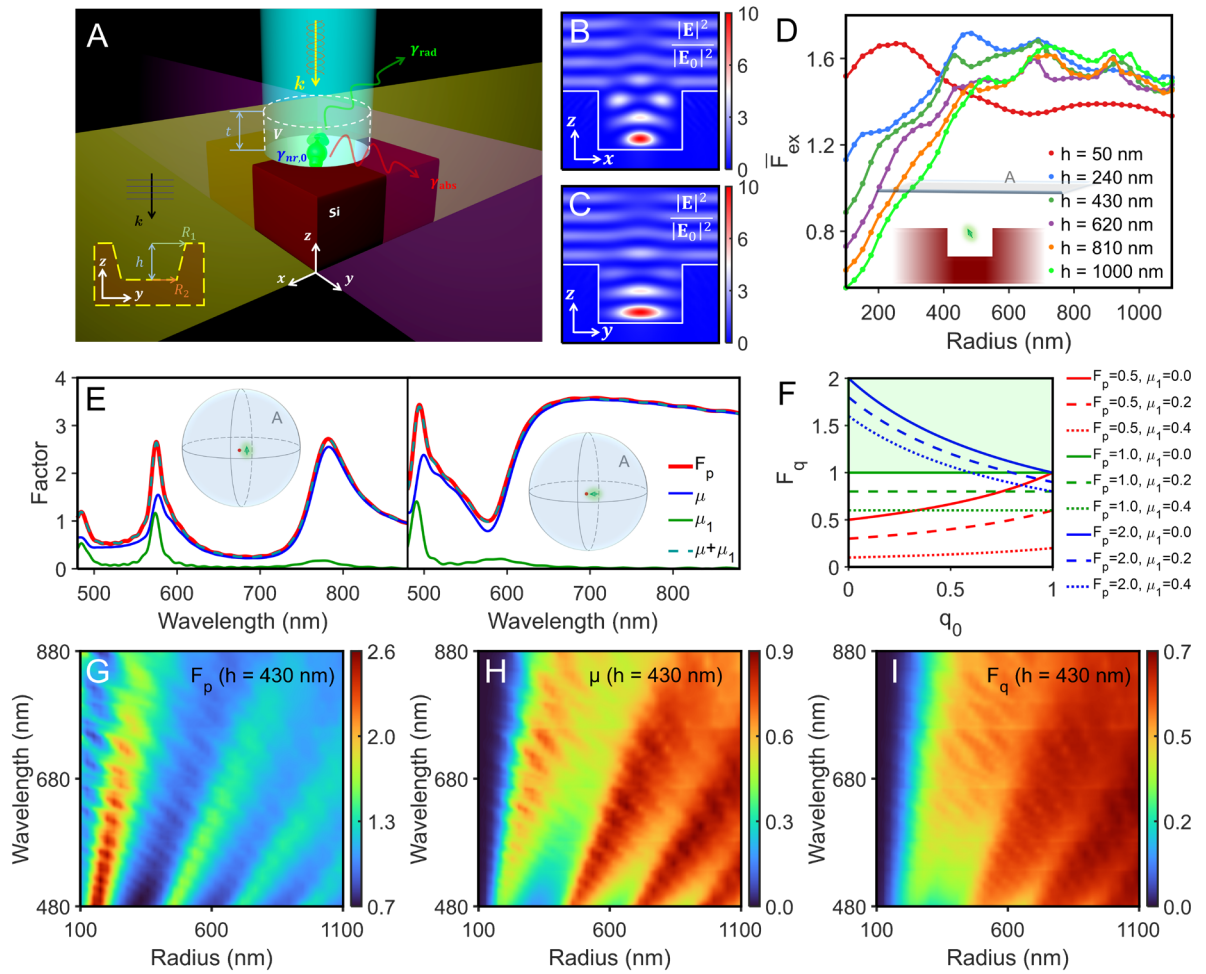 A
k
γrad
t
V
γnr,0
γabs
Si
k
R1
h
R2
z
y
z
x
y
B
|E|²
|E0|²
z
x
10
6
3
0
C
|E|²
|E0|²
z
y
10
6
3
0
D
F̅ex
1.6
1.2
0.8
h = 50 nm
h = 240 nm
h = 430 nm
h = 620 nm
h = 810 nm
h = 1000 nm
A
200 400 600 800 1000
Radius (nm)
E
Factor
4
3
2
1
0
A
A
Fp
μ
μ1
μ+μ1
500 600 700 800
500 600 700 800
Wavelength (nm)
Wavelength (nm)
F
Fq
2
1.5
1
0.5
0
0 0.5 1
q0
Fp=0.5, μ1=0.0
Fp=0.5, μ1=0.2
Fp=0.5, μ1=0.4
Fp=1.0, μ1=0.0
Fp=1.0, μ1=0.2
Fp=1.0, μ1=0.4
Fp=2.0, μ1=0.0
Fp=2.0, μ1=0.2
Fp=2.0, μ1=0.4
G
Fp (h = 430 nm)
Wavelength (nm)
880
680
480
100 600 1100
Radius (nm)
2.6
2.0
1.3
0.7
H
μ (h = 430 nm)
Wavelength (nm)
880
680
480
100 600 1100
Radius (nm)
0.9
0.6
0.3
0.0
I
Fq (h = 430 nm)
Wavelength (nm)
880
680
480
100 600 1100
Radius (nm)
0.7
0.5
0.2
0.0